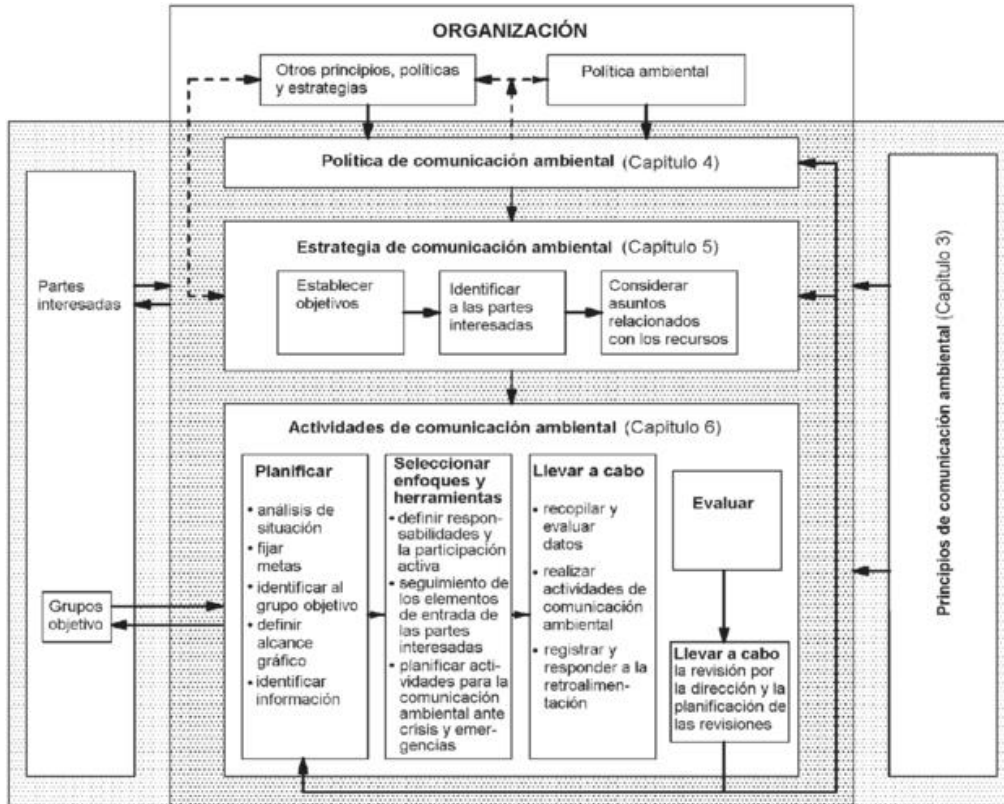 ORGANIZACIÓN
Otros principios, políticas
y estrategias
Política ambiental
Política de comunicación ambiental (Capitulo 4)
Estrategia de comunicación ambiental (Capítulo 5)
Establecer
objetivos
Identificar
a las partes
interesadas
Considerar
asuntos
relacionados
con los recursos
Partes
interesadas
Actividades de comunicación ambiental (Capítulo 6)
Planificar
• análisis de
situación
• fijar
metas
• identificar al
grupo objetivo
• definir
alcance
gráfico
• identificar
información
Seleccionar
enfoques y
herramientas
• definir respon-
sabilidades y
la participación
activa
• seguimiento de
los elementos
de entrada de
las partes
interesadas
• planificar acti-
vidades para la
comunicación
ambiental ante
crisis y emer-
gencias
Llevar a cabo
• recopilar y
evaluar
datos
• realizar
actividades de
comunicación
ambiental
• registrar y
responder a la
retroalimen-
tación
Evaluar
Llevar a cabo
la revisión por
la dirección y la
planificación de
las revisiones
Grupos
objetivo
Principios de comunicación ambiental (Capítulo 3)